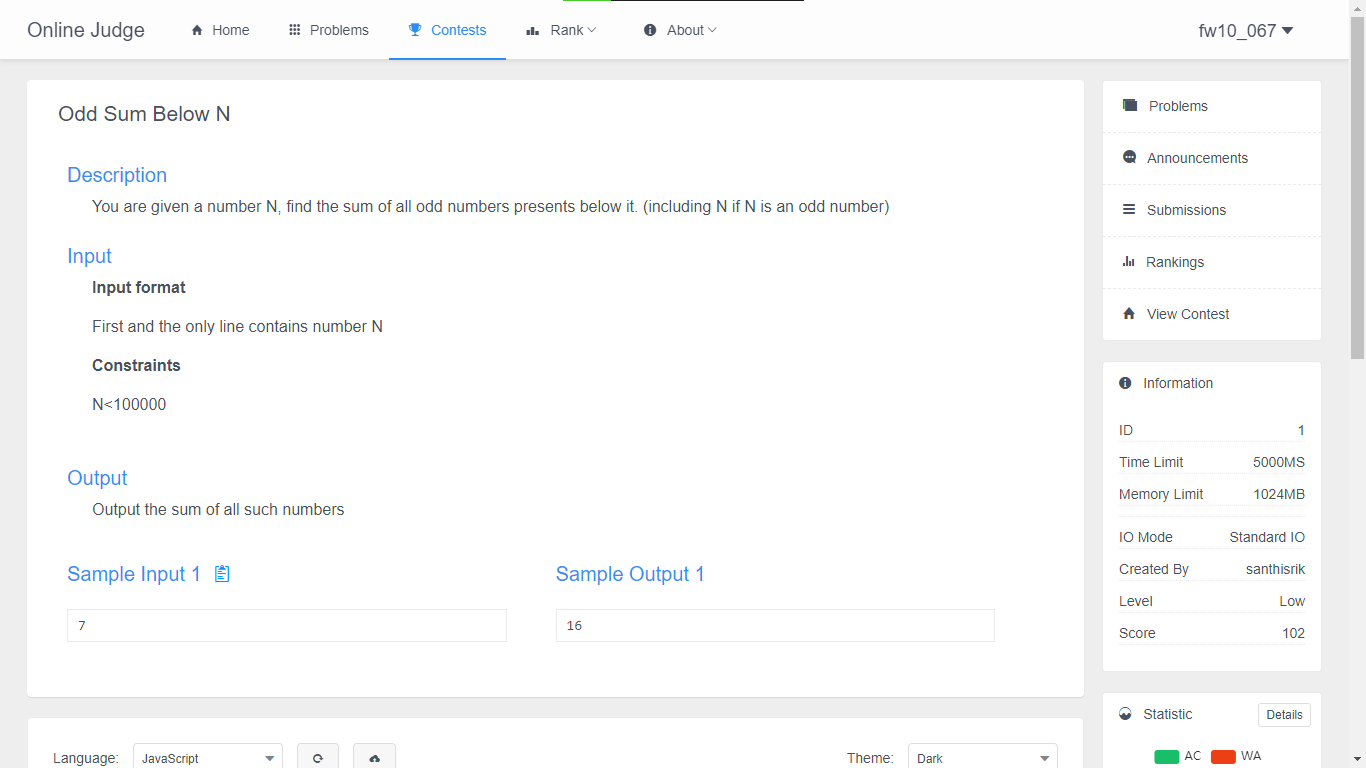 Online Judge Home Problems Contests Rank About fw10_067
Odd Sum Below N
Description
You are given a number N, find the sum of all odd numbers presents below it. (including N if N is an odd number)
Input
Input format
First and the only line contains number N
Constraints
N<100000
Output
Output the sum of all such numbers
Sample Input 1 Sample Output 1
7 16
Language: JavaScript Theme: Dark
Problems
Announcements
Submissions
Rankings
View Contest
Information
ID 1
Time Limit 5000MS
Memory Limit 1024MB
IO Mode Standard IO
Created By santhisrik
Level Low
Score 102
Statistic Details
AC WA